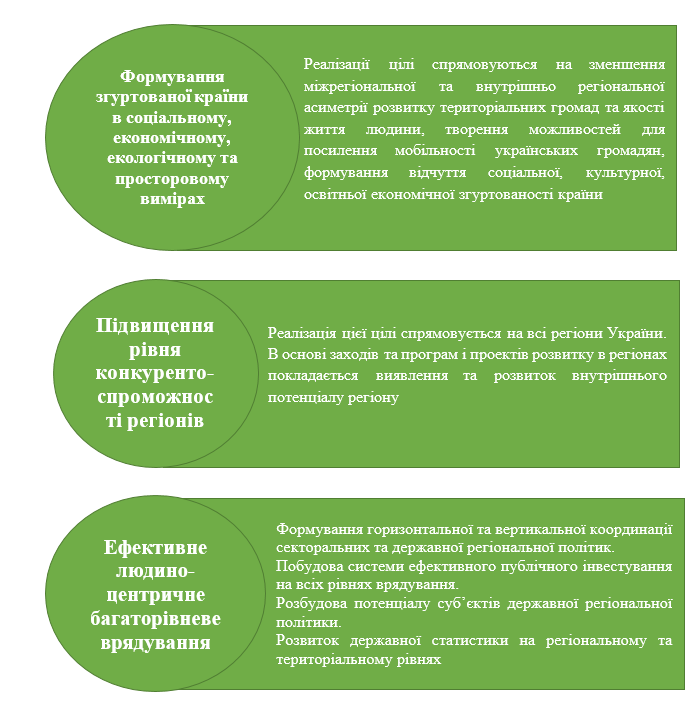 Формування
згуртованої країни
в соціальному,
економічному,
екологічному та
просторовому
вимірах
Реалізації цілі спрямовуються на зменшення
міжрегіональної та внутрішньо регіональної
асиметрії розвитку територіальних громад та якості
життя людини, творення можливостей для
посилення мобільності українських громадян,
формування відчуття соціальної, культурної,
освітньої економічної згуртованості країни
Підвищення
рівня
конкуренто-
спроможнос
ті регіонів
Реалізація цієї цілі спрямовується на всі регіони України.
В основі заходів та програм і проектів розвитку в регіонах
покладається виявлення та розвиток внутрішнього
потенціалу регіону
Ефективне
людино-
центричне
багаторівневе
врядування
Формування горизонтальної та вертикальної координації
секторальних та державної регіональної політик.
Побудова системи ефективного публічного інвестування
на всіх рівнях врядування.
Розбудова потенціалу суб’єктів державної регіональної
політики.
Розвиток державної статистики на регіональному та
територіальному рівнях